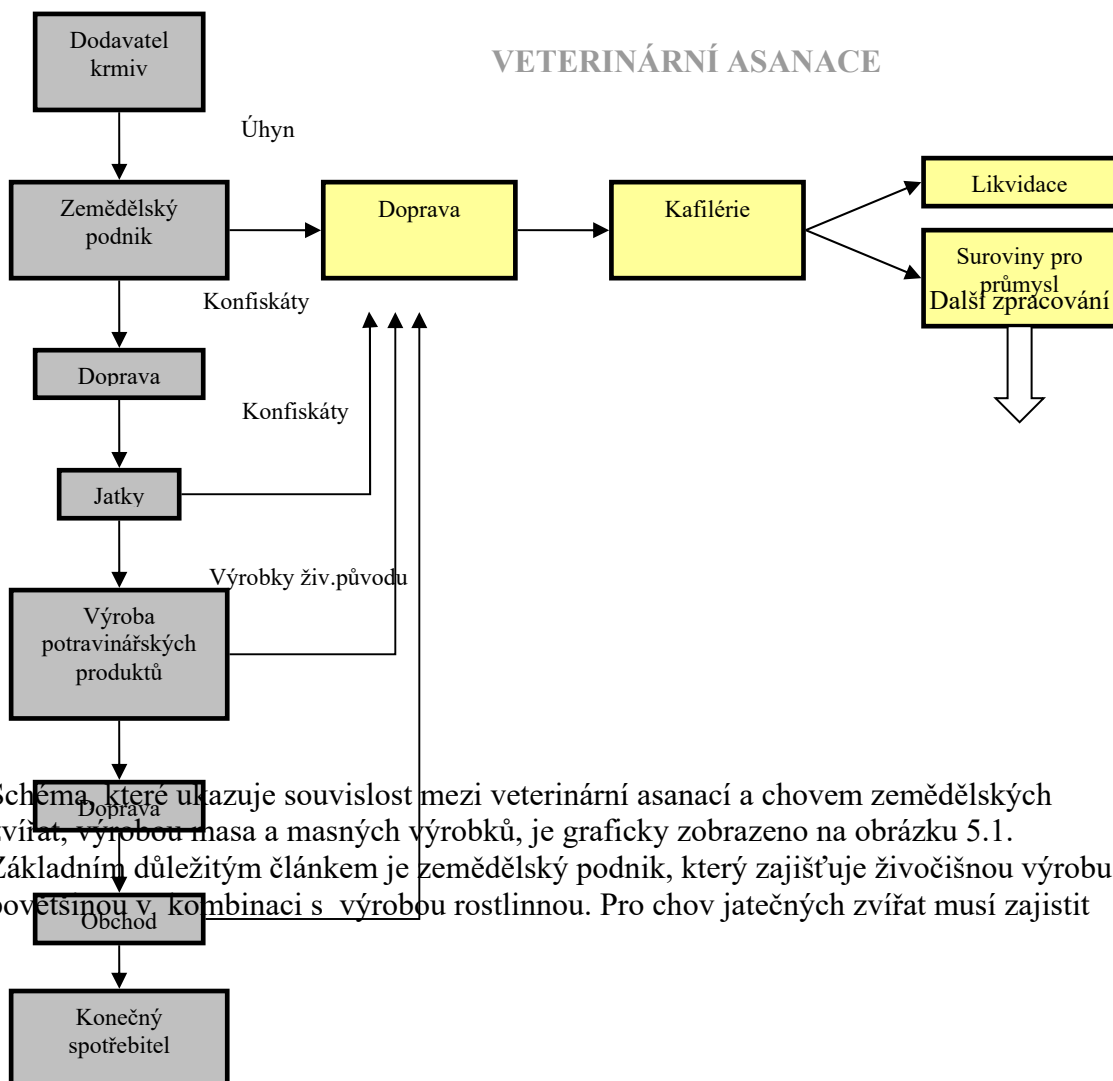 Dodavatel
krmiv
VETERINÁRNÍ ASANACE
Úhyn
Zemědělský
podnik
Doprava
Kafilérie
Likvidace
Suroviny pro
průmysl
Další zpracování
Konfiskáty
Doprava
Konfiskáty
Jatky
Výrobky živ.původu
Výroba
potravinářských
produktů
Doprava
Schéma, které ukazuje souvislost mezi veterinární asanací a chovem zemědělských
zvířat, výrobou masa a masných výrobků, je graficky zobrazeno na obrázku 5.1.
Základním důležitým článkem je zemědělský podnik, který zajišťuje živočišnou výrobu
povětšinou v kombinaci s výrobou rostlinnou. Pro chov jatečných zvířat musí zajistit
Obchod
Konečný
spotřebitel